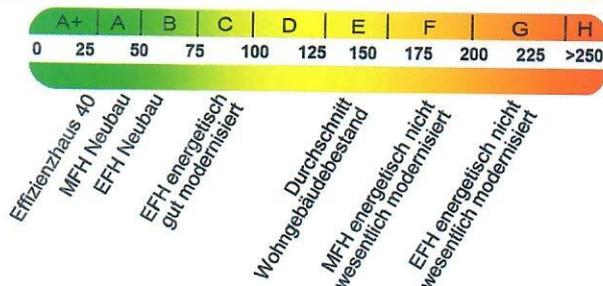 A+ A B C D E F G H
0 25 50 75 100 125 150 175 200 225 >250
Effizienzhaus 40
MFH Neubau
EFH Neubau
EFH energetisch
gut modernisiert
Durchschnitt
Wohngebäudebestand
MFH energetisch nicht
wesentlich modernisiert
EFH energetisch nicht
wesentlich modernisiert